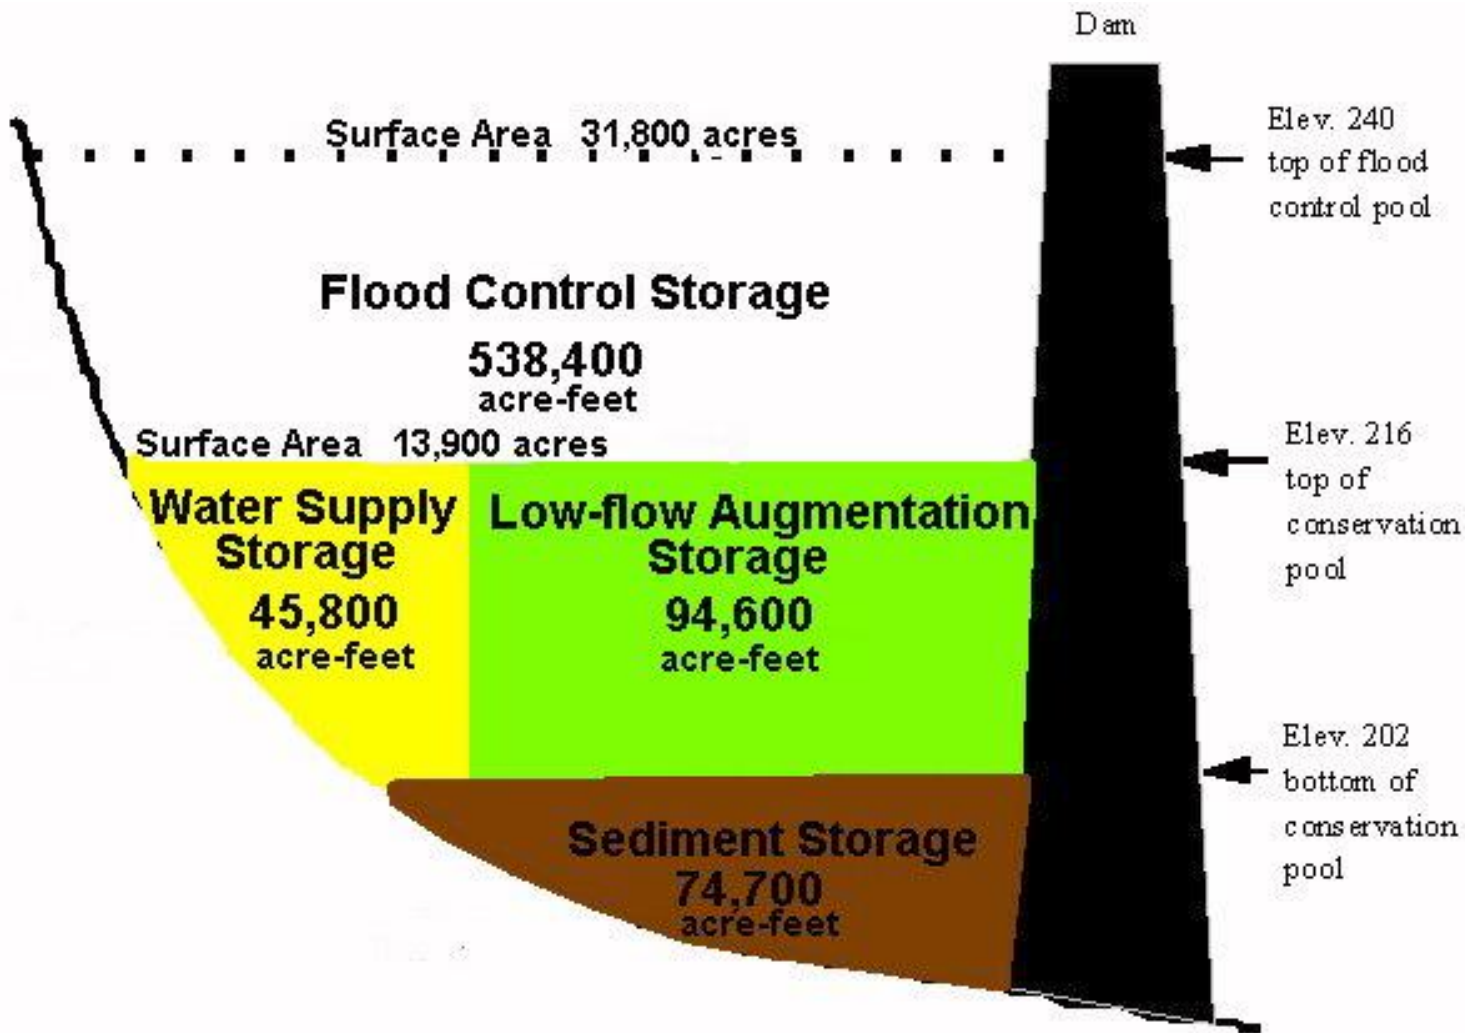 Dam
Surface Area 31,800 acres
Elev. 240
top of flood
control pool
Flood Control Storage
538,400
acre-feet
Surface Area 13,900 acres
Elev. 216
top of
conservation
pool
Water Supply
Storage
45,800
acre-feet
Low-flow Augmentation
Storage
94,600
acre-feet
Elev. 202
bottom of
conservation
pool
Sediment Storage
74,700
acre-feet